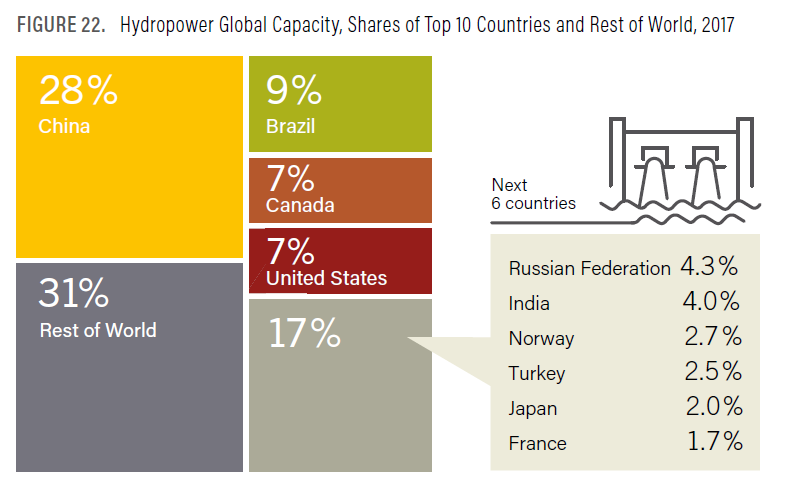 FIGURE 22. Hydropower Global Capacity, Shares of Top 10 Countries and Rest of World, 2017
28%
China
31%
Rest of World
9%
Brazil
7%
Canada
7%
United States
17%
Next
6 countries
Russian Federation 4.3%
India 4.0%
Norway 2.7%
Turkey 2.5%
Japan 2.0%
France 1.7%